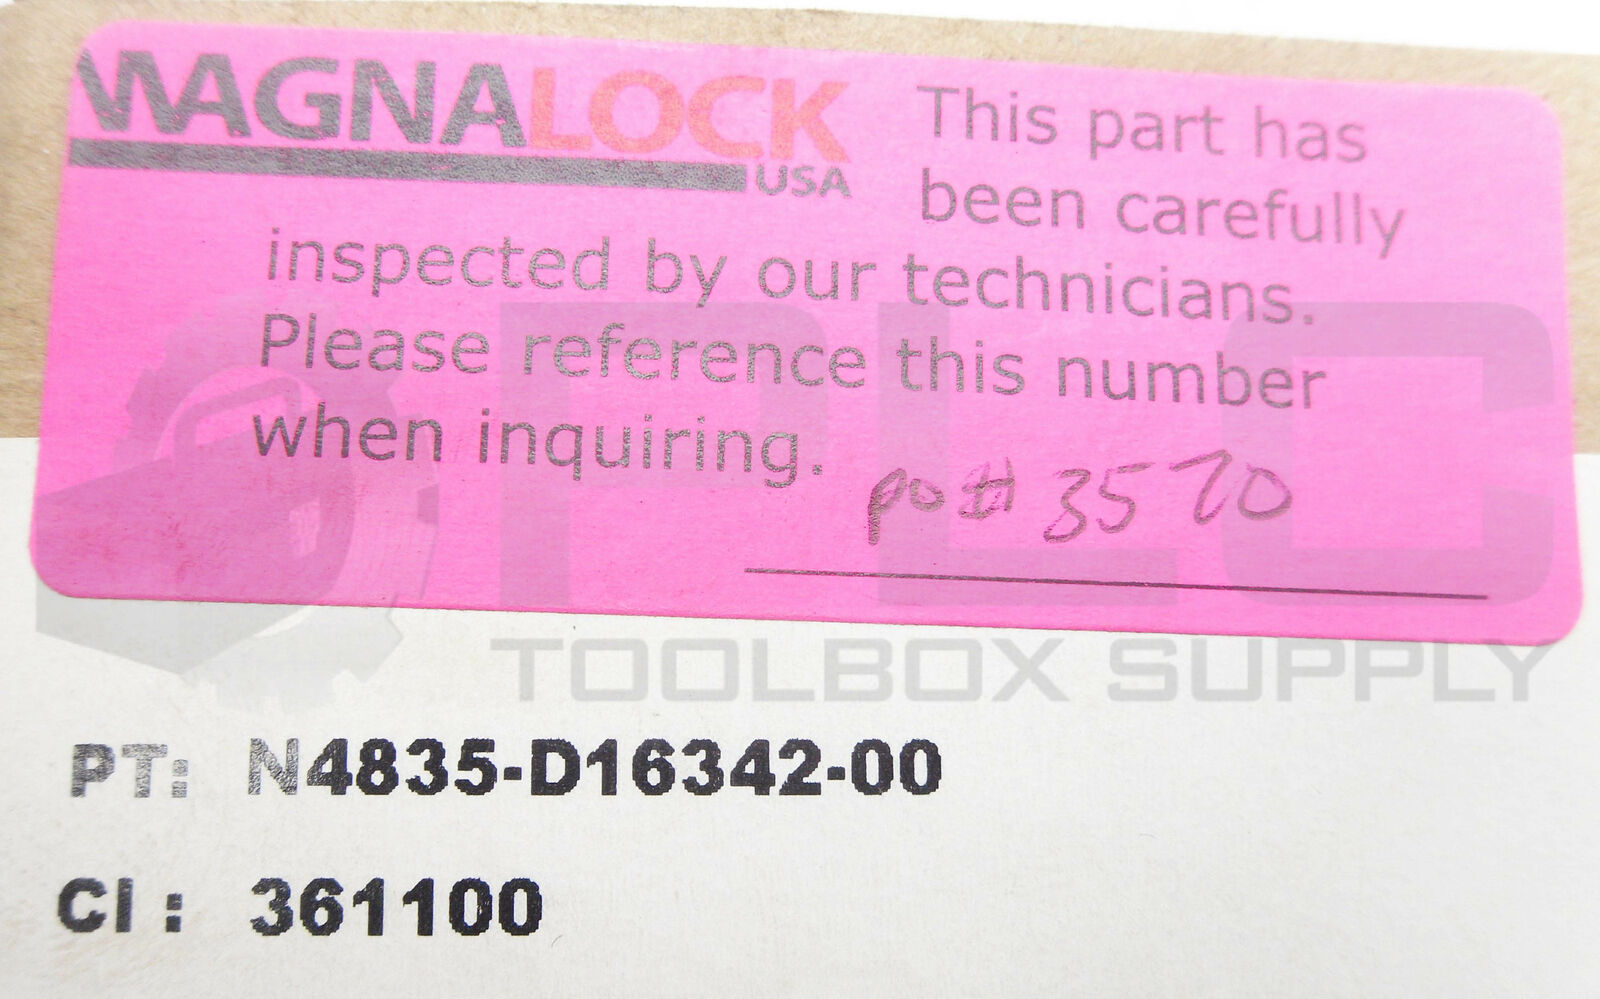 MAGNALOCK
USA
This part has
been carefully
inspected by our technicians.
Please reference this number
when inquiring.
PO# 3570
PLC
TOOLBOX SUPPLY
PT: N4835-D16342-00
CI : 361100